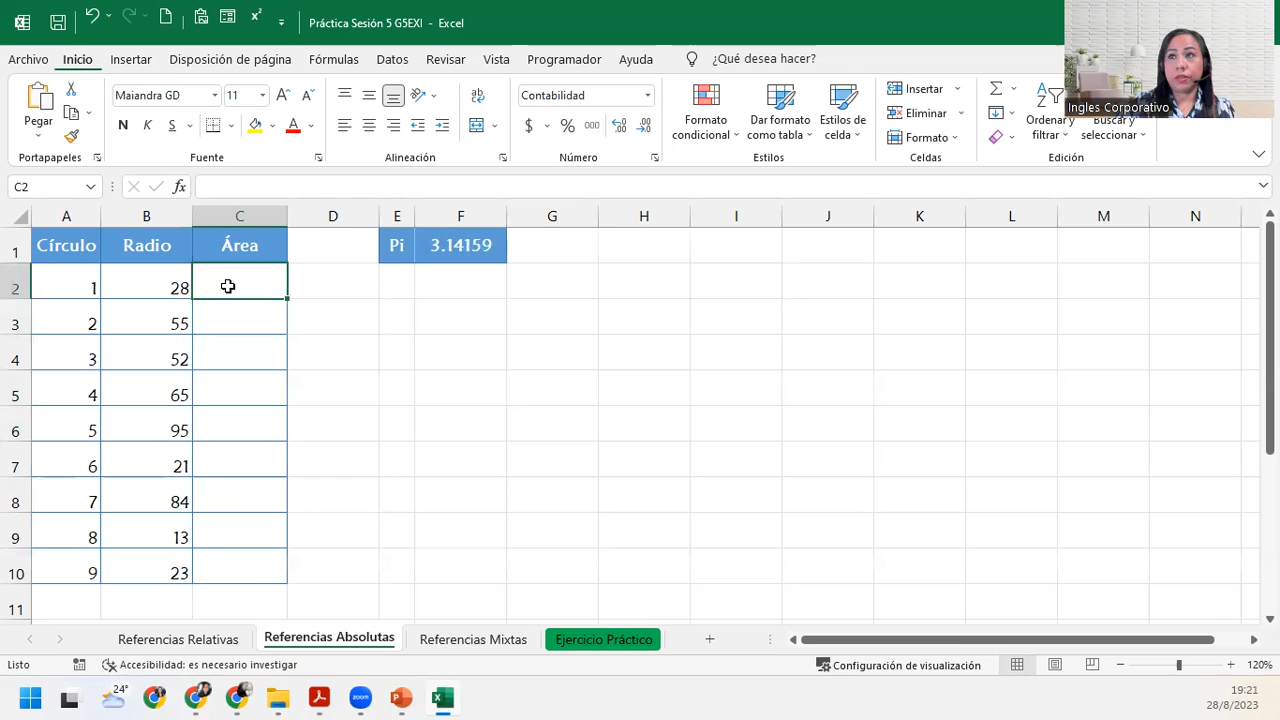 Práctica Sesión 5 G5EXI - Excel
Archivo Inicio Insertar Disposición de página Fórmulas Datos Programador Ayuda ¿Qué desea hacer?
Ingles Corporativo
Pegar
Maiandra GD 11
N K S
Contabilidad
% 000
Formato condicional
Dar formato como tabla
Estilos de celda
Insertar
Eliminar
Formato
Ordenar y filtrar
Buscar y seleccionar
Portapapeles Fuente Alineación Número Estilos Celdas Edición
C2 fx
A B C D E F G H I J K L M N
1 Círculo Radio Área Pi 3.14159
2 1 28
3 2 55
4 3 52
5 4 65
6 5 95
7 6 21
8 7 84
9 8 13
10 9 23
11
Referencias Relativas Referencias Absolutas Referencias Mixtas Ejercicio Práctico
Listo Accesibilidad: es necesario investigar Configuración de visualización 120%
24°
zoom
19:21
28/8/2023